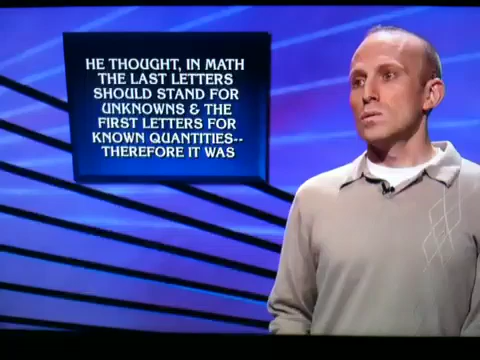 HE THOUGHT, IN MATH
THE LAST LETTERS
SHOULD STAND FOR
UNKNOWNS & THE
FIRST LETTERS FOR
KNOWN QUANTITIES--
THEREFORE IT WAS